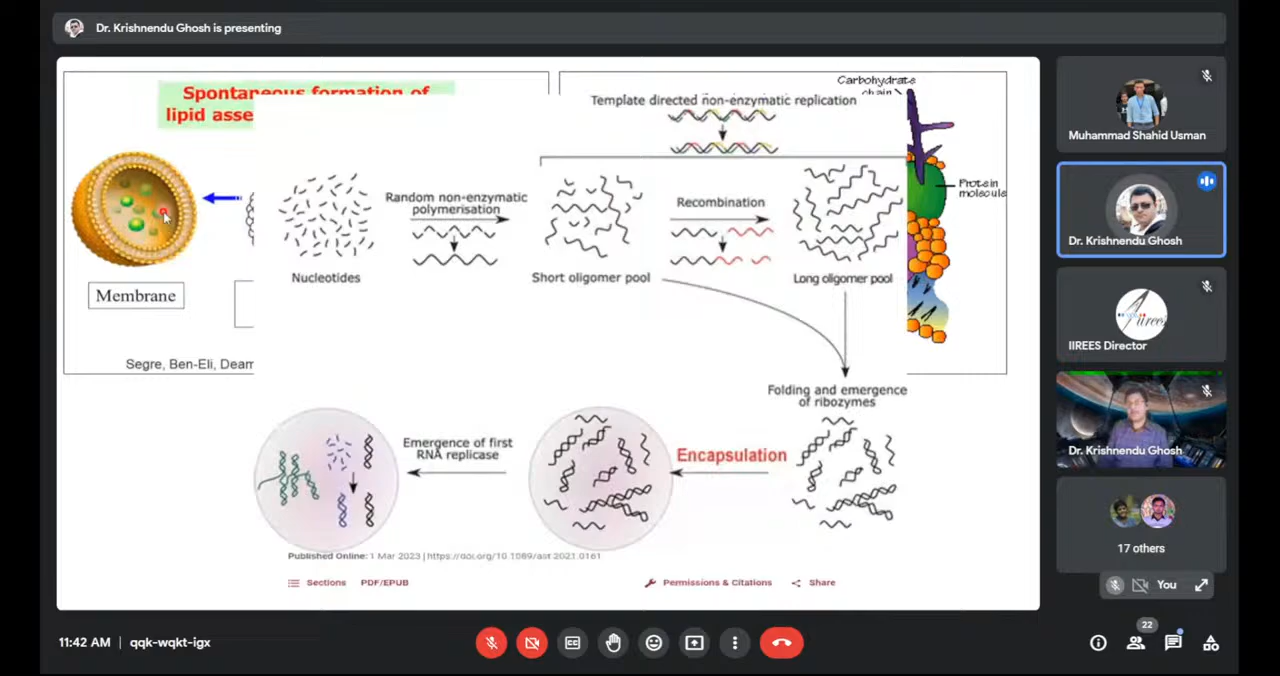 Dr. Krishnendu Ghosh is presenting
Spontaneous formation of
lipid asse
Membrane
Segre, Ben-Eli, Dearr
Template directed non-enzymatic replication
Nucleotides
Random non-enzymatic
polymerisation
Short oligomer pool
Recombination
Long oligomer pool
Carbohydrate
chain
Protein
molecule
Folding and emergence
of ribozymes
Encapsulation
Emergence of first
RNA replicase
Published Online: 1 Mar 2023 | https://doi.org/10.1089/ast.2021.0161
Sections PDF/EPUB
Permissions & Citations Share
Muhammad Shahid Usman
Dr. Krishnendu Ghosh
IIREES Director
Dr. Krishnendu Ghosh
17 others
You
11:42 AM | qqk-wqkt-igx
22